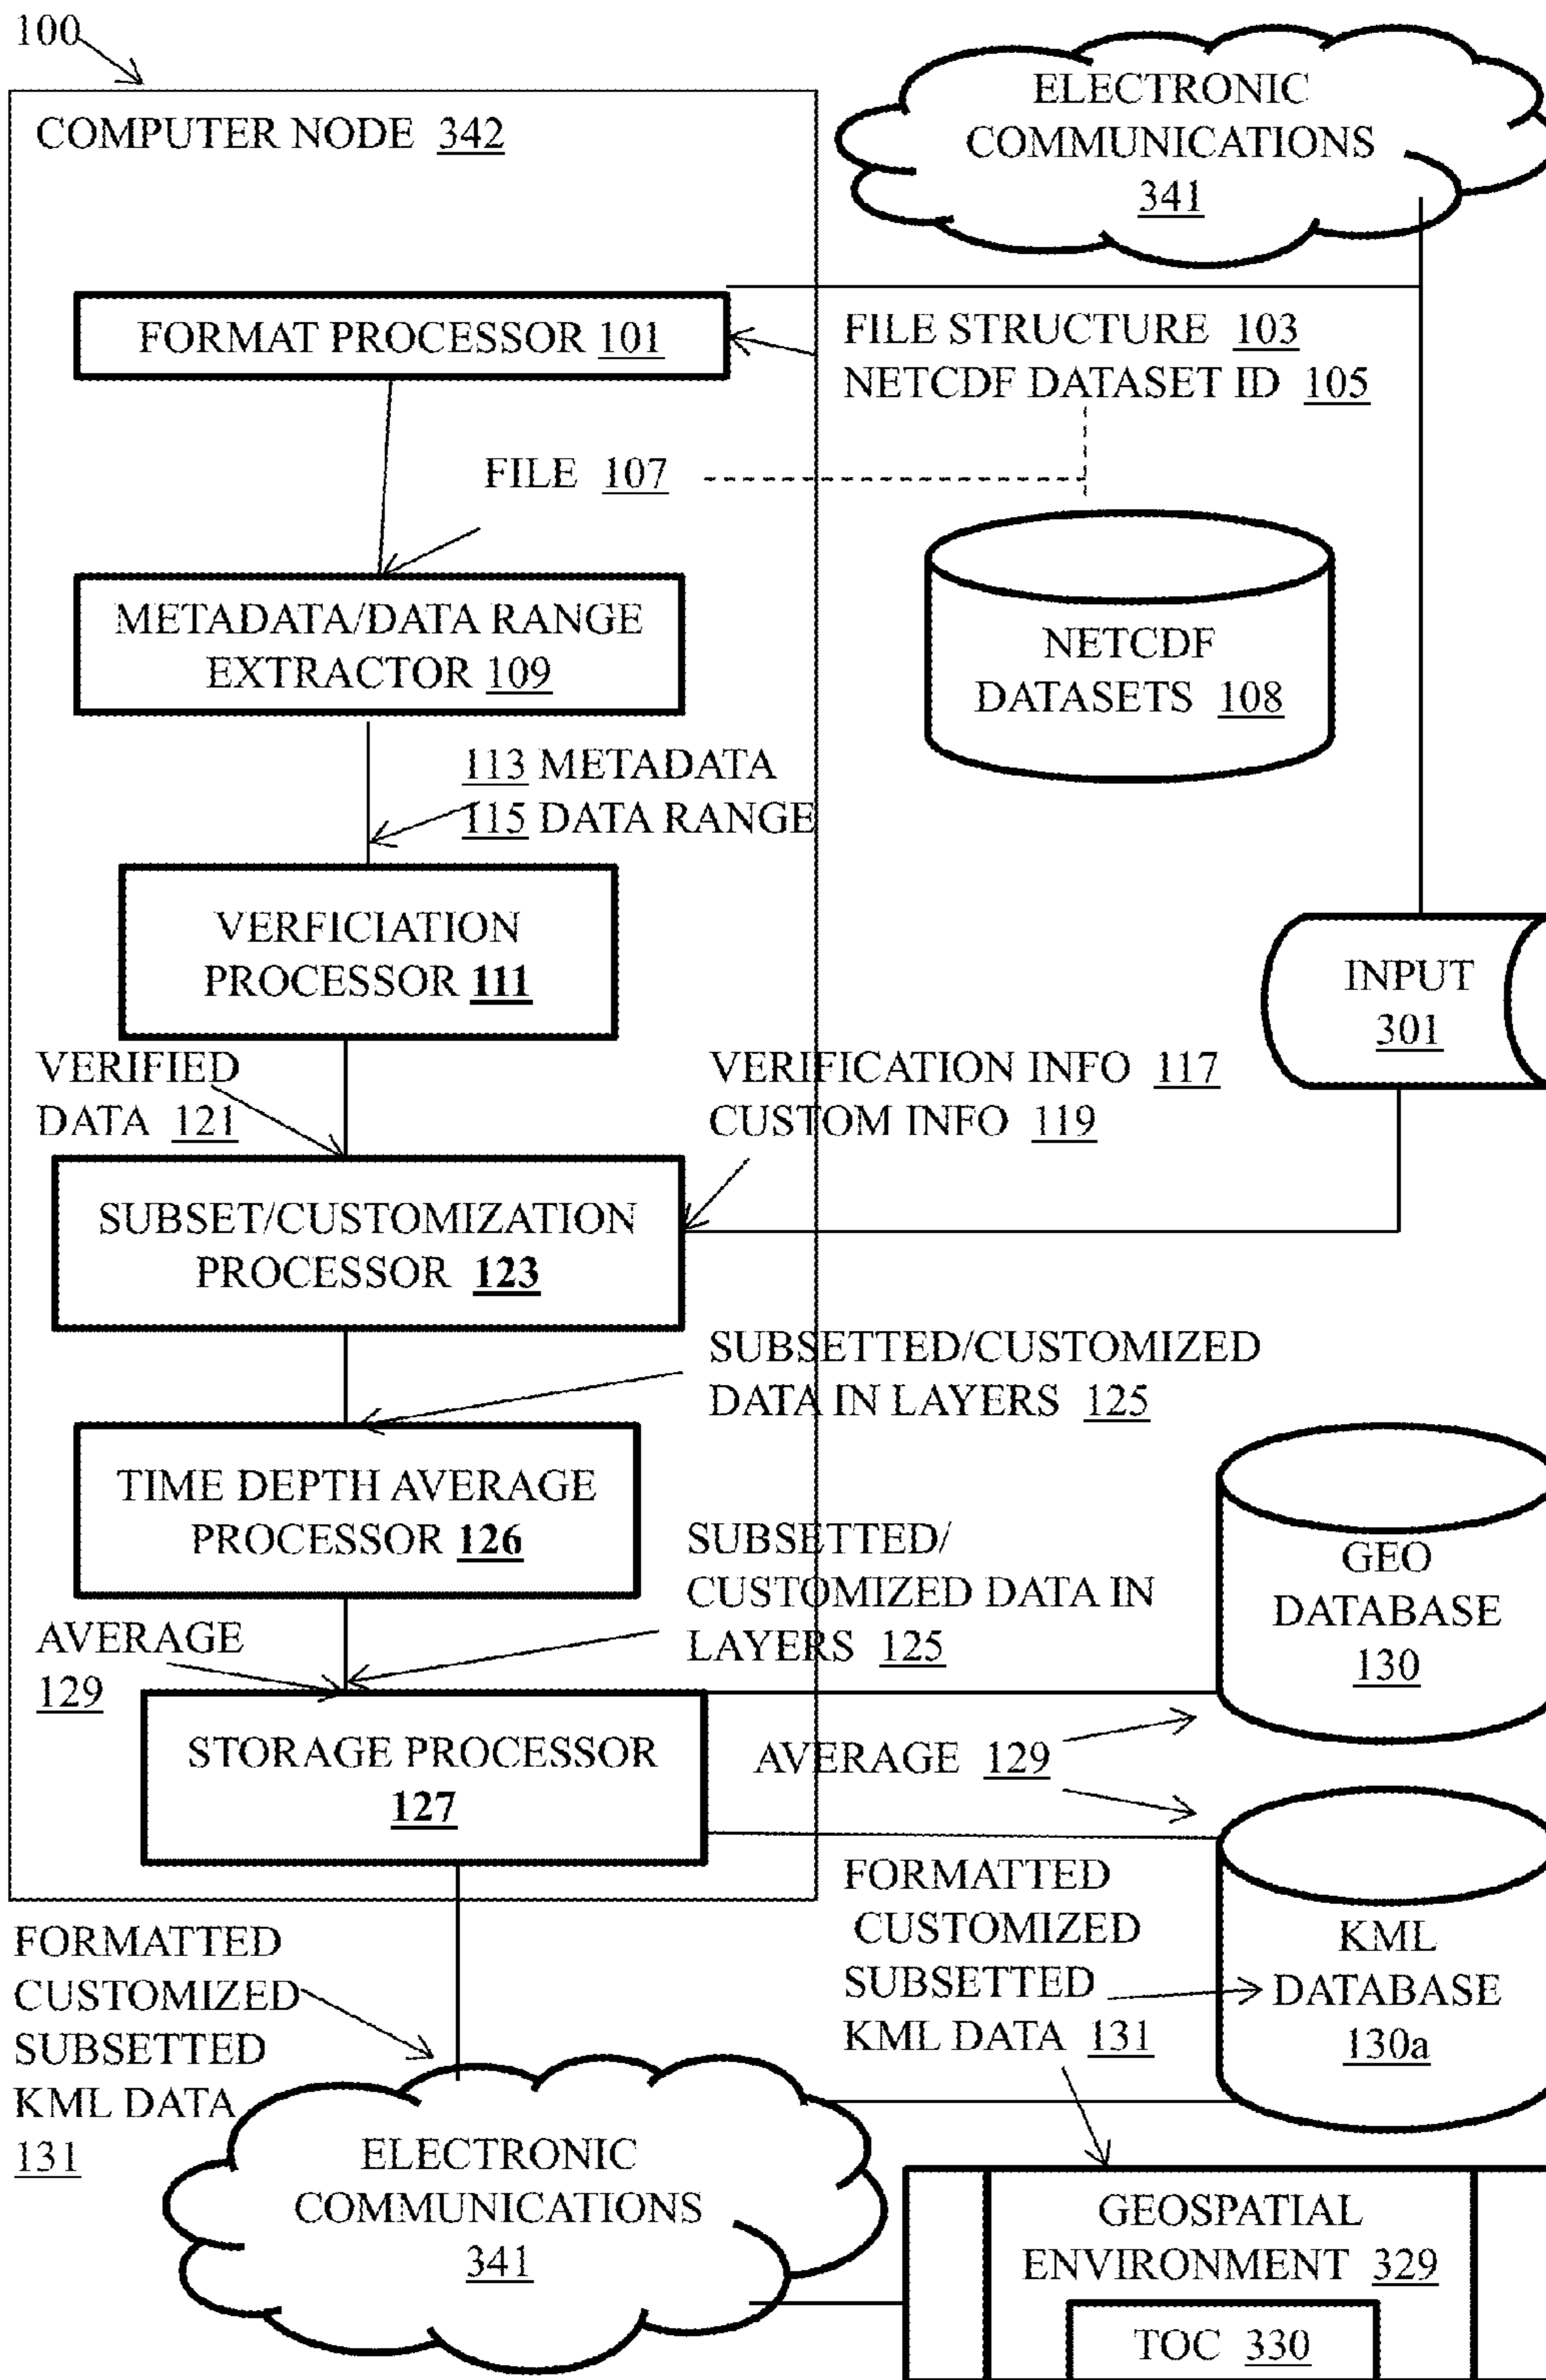 100
COMPUTER NODE 342
ELECTRONIC
COMMUNICATIONS
341
FORMAT PROCESSOR 101
FILE STRUCTURE 103
NETCDF DATASET ID 105
FILE 107
METADATA/DATA RANGE
EXTRACTOR 109
NETCDF
DATASETS 108
113 METADATA
115 DATA RANGE
VERFICIATION
PROCESSOR 111
INPUT
301
VERIFIED
DATA 121
VERIFICATION INFO 117
CUSTOM INFO 119
SUBSET/CUSTOMIZATION
PROCESSOR 123
SUBSETTED/CUSTOMIZED
DATA IN LAYERS 125
TIME DEPTH AVERAGE
PROCESSOR 126
SUBSETTED/
CUSTOMIZED DATA IN
LAYERS 125
GEO
DATABASE
130
AVERAGE
129
STORAGE PROCESSOR
127
AVERAGE 129
FORMATTED
CUSTOMIZED
SUBSETTED
KML DATA 131
KML
DATABASE
130a
FORMATTED
CUSTOMIZED
SUBSETTED
KML DATA
131
ELECTRONIC
COMMUNICATIONS
341
GEOSPATIAL
ENVIRONMENT 329
TOC 330